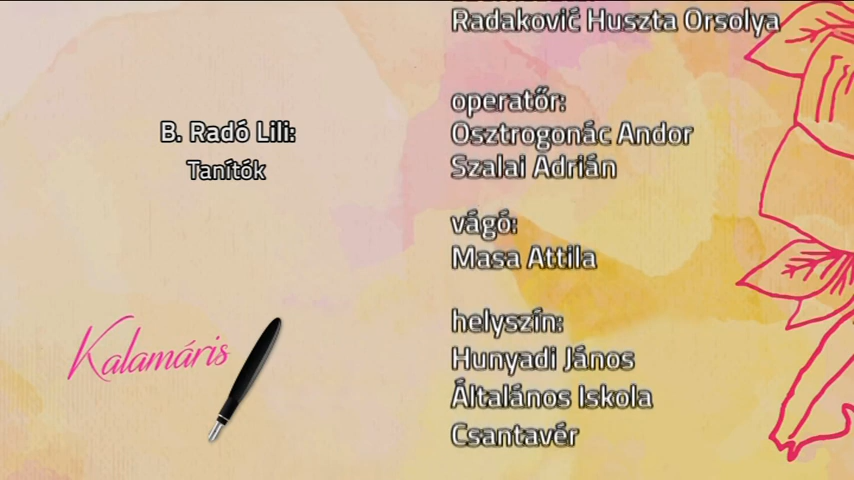 B. Radó Lili:
Tanítók
Kalamáris
Radaković Huszta Orsolya
operatőr:
Osztrogonác Andor
Szalai Adrián
vágó:
Masa Attila
helyszín:
Hunyadi János
Általános Iskola
Csantavér